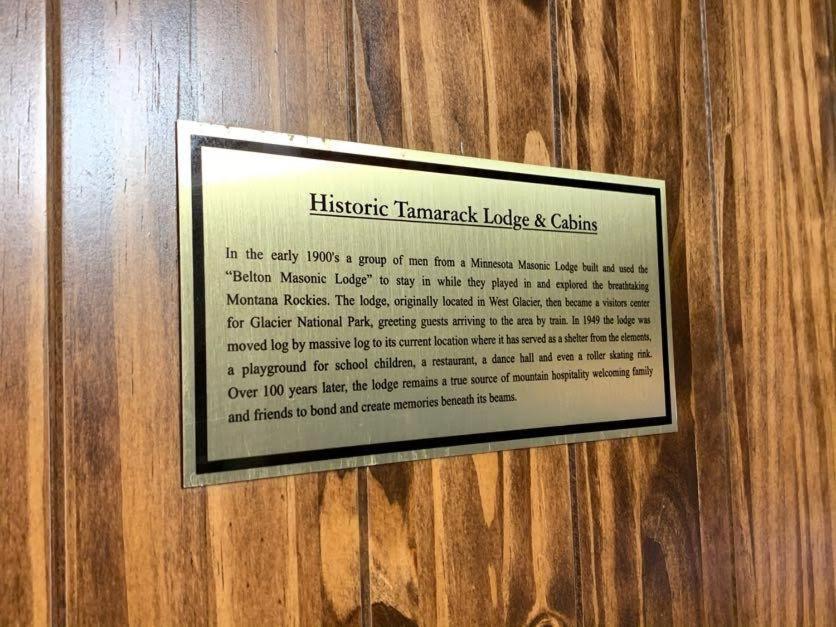 Historic Tamarack Lodge & Cabins
In the early 1900's a group of men from a Minnesota Masonic Lodge built and used the
“Belton Masonic Lodge” to stay in while they played in and explored the breathtaking
Montana Rockies. The lodge, originally located in West Glacier, then became a visitors center
for Glacier National Park, greeting guests arriving to the area by train. In 1949 the lodge was
moved log by massive log to its current location where it has served as a shelter from the elements,
a playground for school children, a restaurant, a dance hall and even a roller skating rink.
Over 100 years later, the lodge remains a true source of mountain hospitality welcoming family
and friends to bond and create memories beneath its beams.